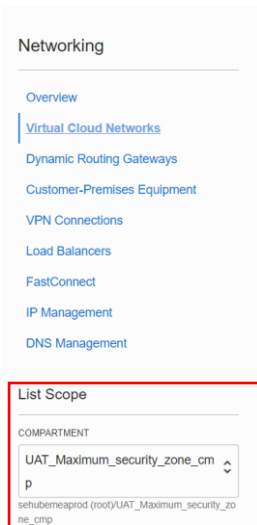 Networking
Overview
Virtual Cloud Networks
Dynamic Routing Gateways
Customer-Premises Equipment
VPN Connections
Load Balancers
FastConnect
IP Management
DNS Management
List Scope
COMPARTMENT
UAT_Maximum_security_zone_cm
p
sehubemeaprod (root)/UAT_Maximum_security_zo
ne_cmp